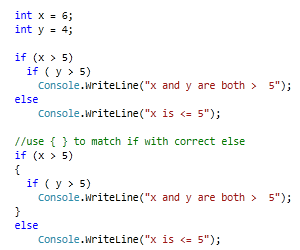 int x = 6;
int y = 4;

if (x > 5)
  if ( y > 5)
    Console.WriteLine("x and y are both >  5");
else
    Console.WriteLine("x is <= 5");

//use { } to match if with correct else
if (x > 5)
{
  if ( y > 5)
    Console.WriteLine("x and y are both >  5");
}
else
    Console.WriteLine("x is <= 5");